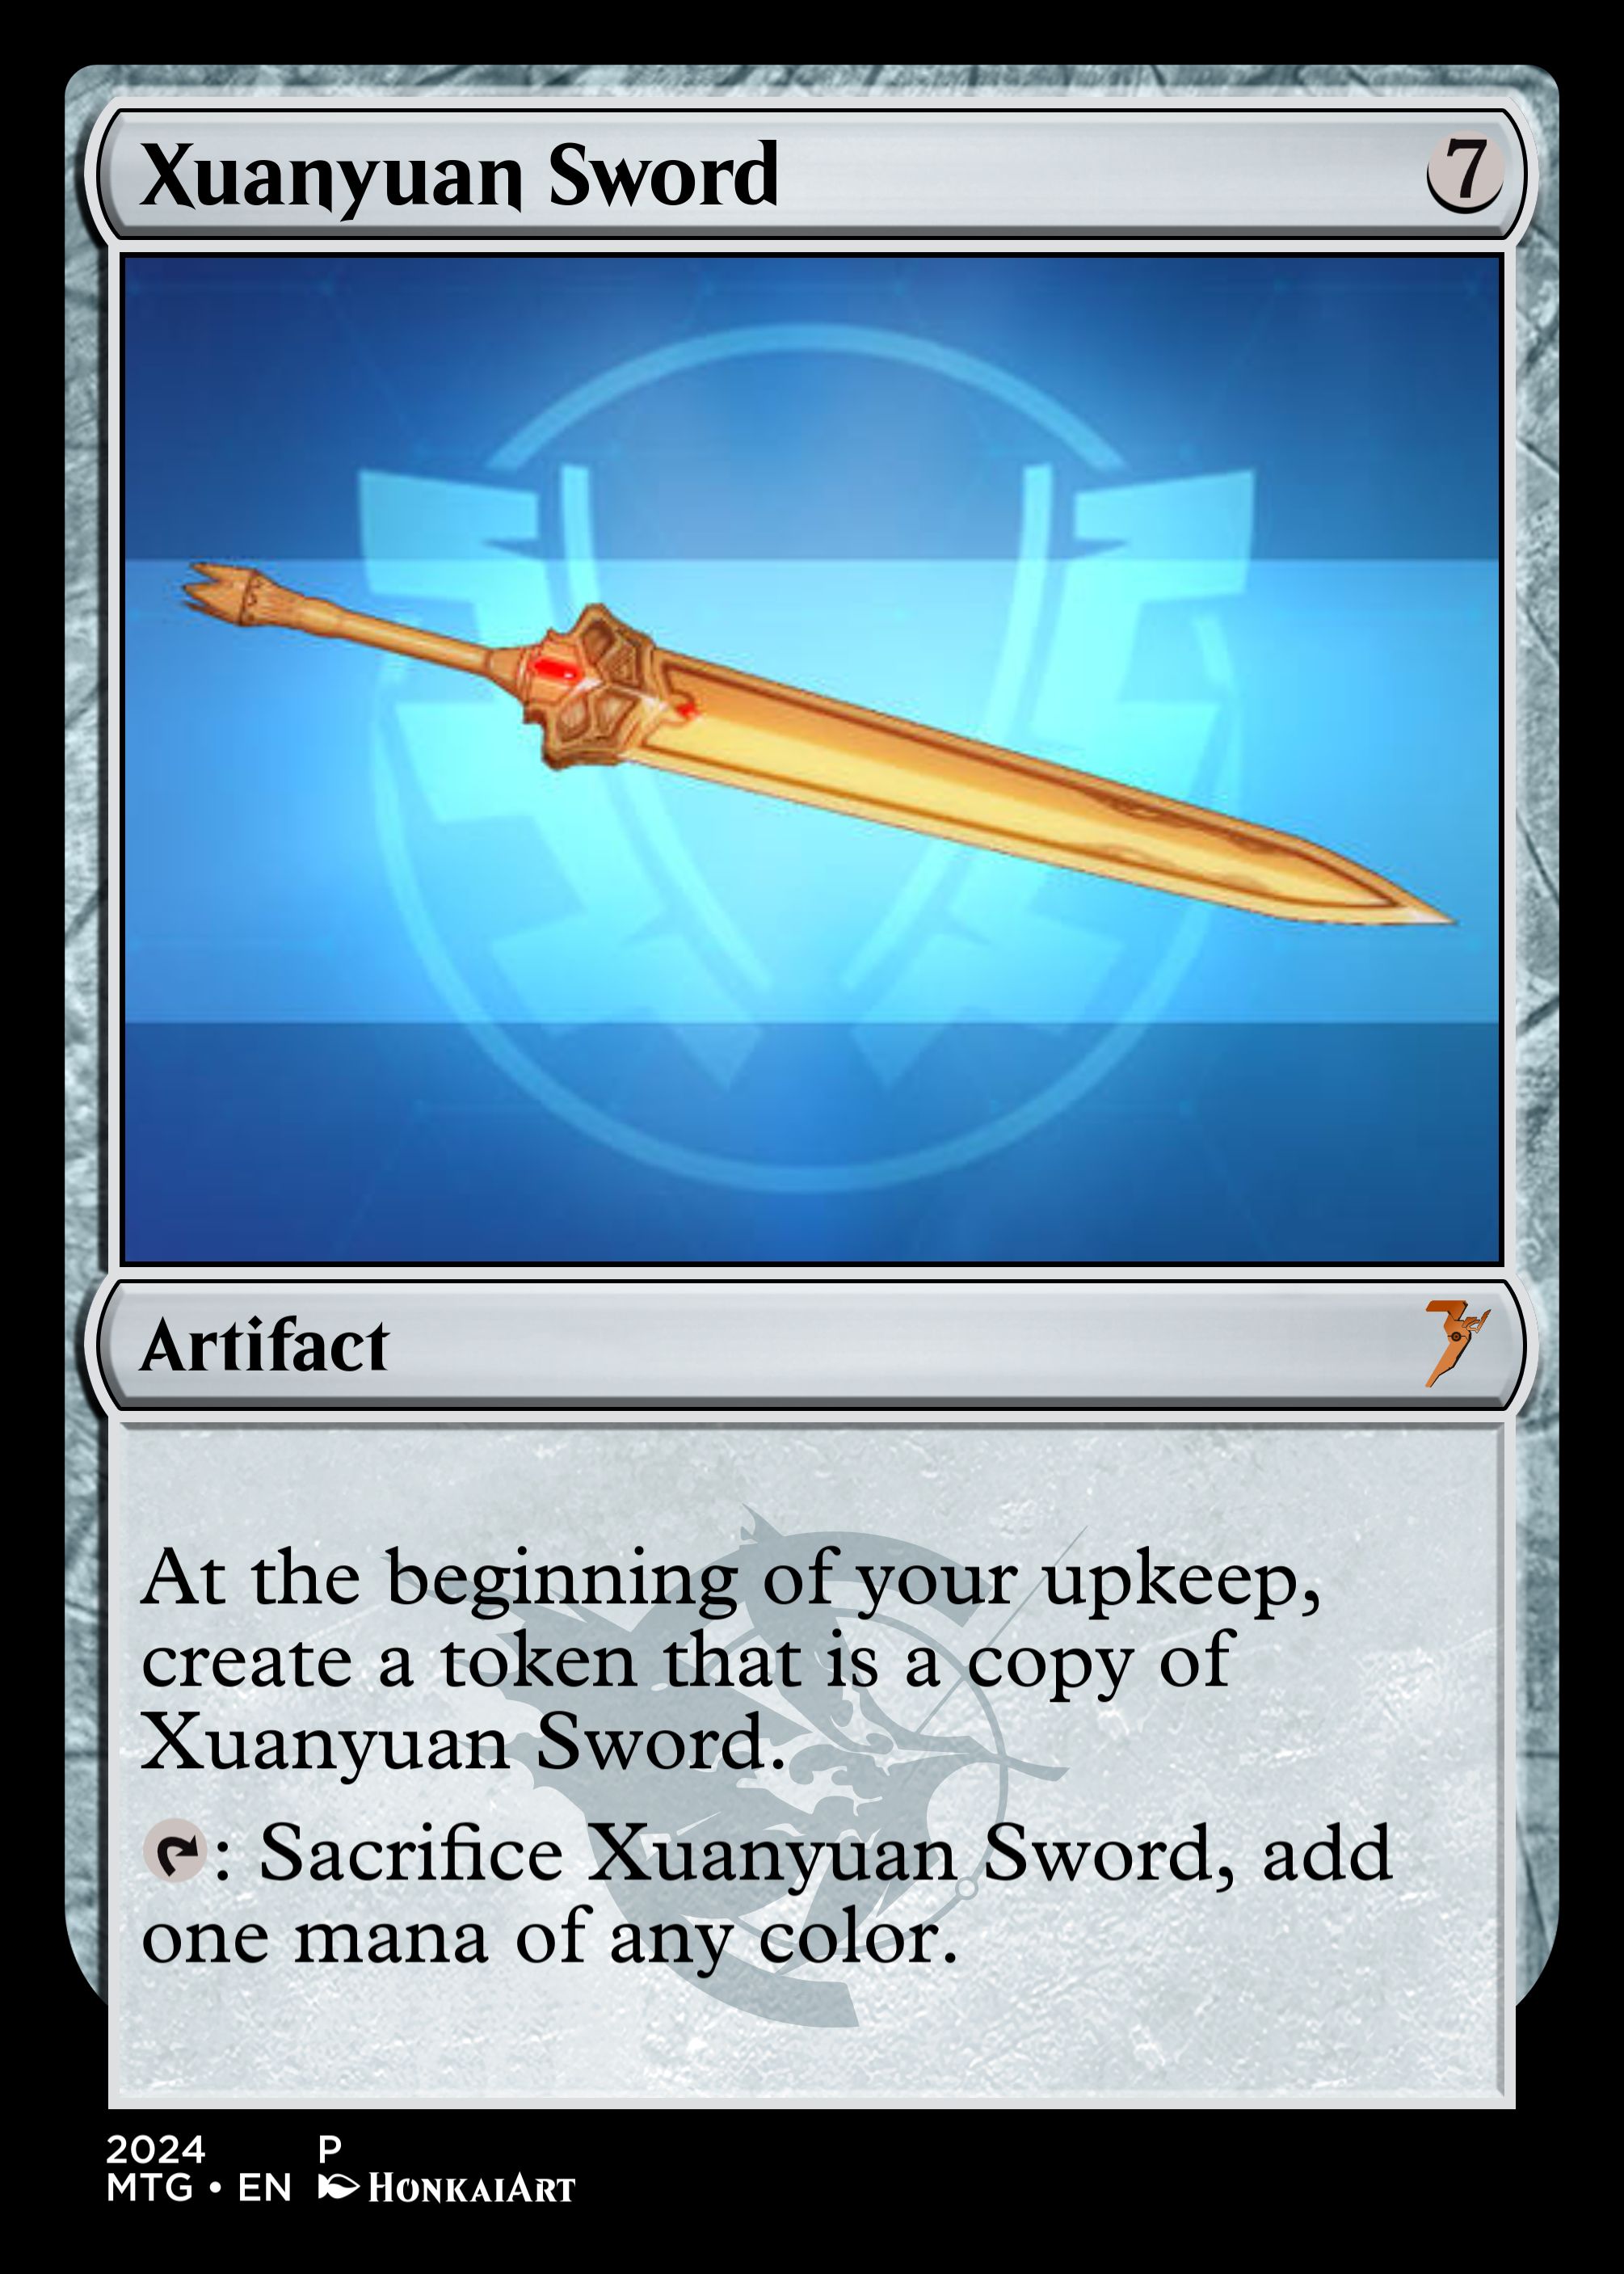 Xuanyuan Sword 7
Artifact
At the beginning of your upkeep,
create a token that is a copy of
Xuanyuan Sword.
: Sacrifice Xuanyuan Sword, add
one mana of any color.
2024 P
MTG • EN HonkaiArt